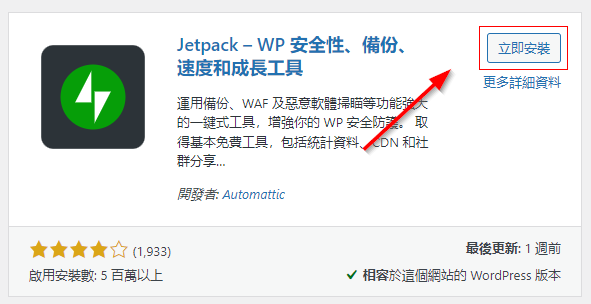 Jetpack – WP 安全性、備份、
速度和成長工具
立即安裝
更多詳細資料
運用備份、WAF 及惡意軟體掃瞄等功能強大
的一鍵式工具，增強你的 WP 安全防護。 取
得基本免費工具，包括統計資料、CDN 和社
群分享...
開發者: Automattic
(1,933)
最後更新: 1 週前
啟用安裝數: 5 百萬以上
相容於這個網站的 WordPress 版本